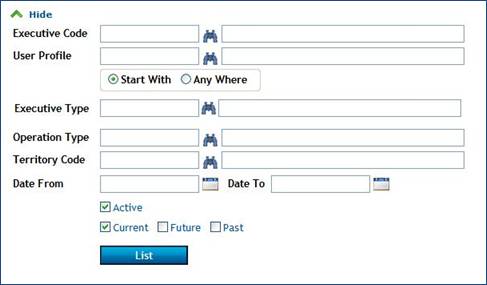 Hide
Executive Code
User Profile
Start With Any Where
Executive Type
Operation Type
Territory Code
Date From Date To
Active
Current Future Past
List